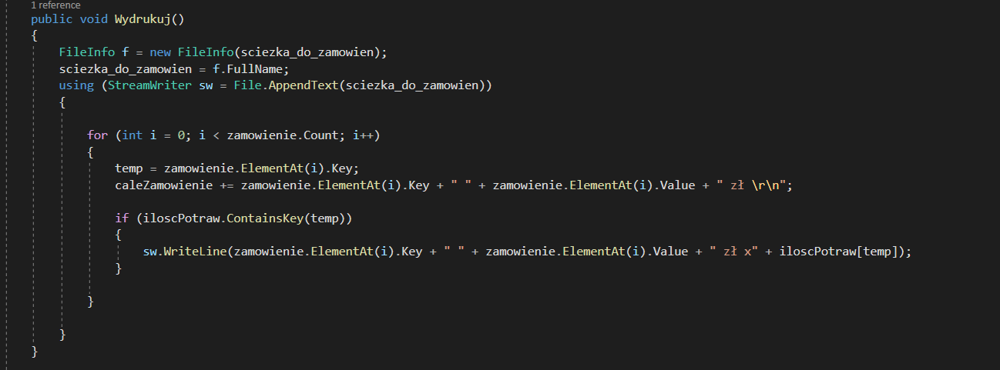 1 reference
public void Wydrukuj()
{
FileInfo f = new FileInfo(sciezka_do_zamowien);
sciezka_do_zamowien = f.FullName;
using (StreamWriter sw = File.AppendText(sciezka_do_zamowien))
{
for (int i = 0; i < zamowienie.Count; i++)
{
temp = zamowienie.ElementAt(i).Key;
caleZamowienie += zamowienie.ElementAt(i).Key + " " + zamowienie.ElementAt(i).Value + " zł \r\n";
if (iloscPotraw.ContainsKey(temp))
{
sw.WriteLine(zamowienie.ElementAt(i).Key + " " + zamowienie.ElementAt(i).Value + " zł x" + iloscPotraw[temp]);
}
}
}
}